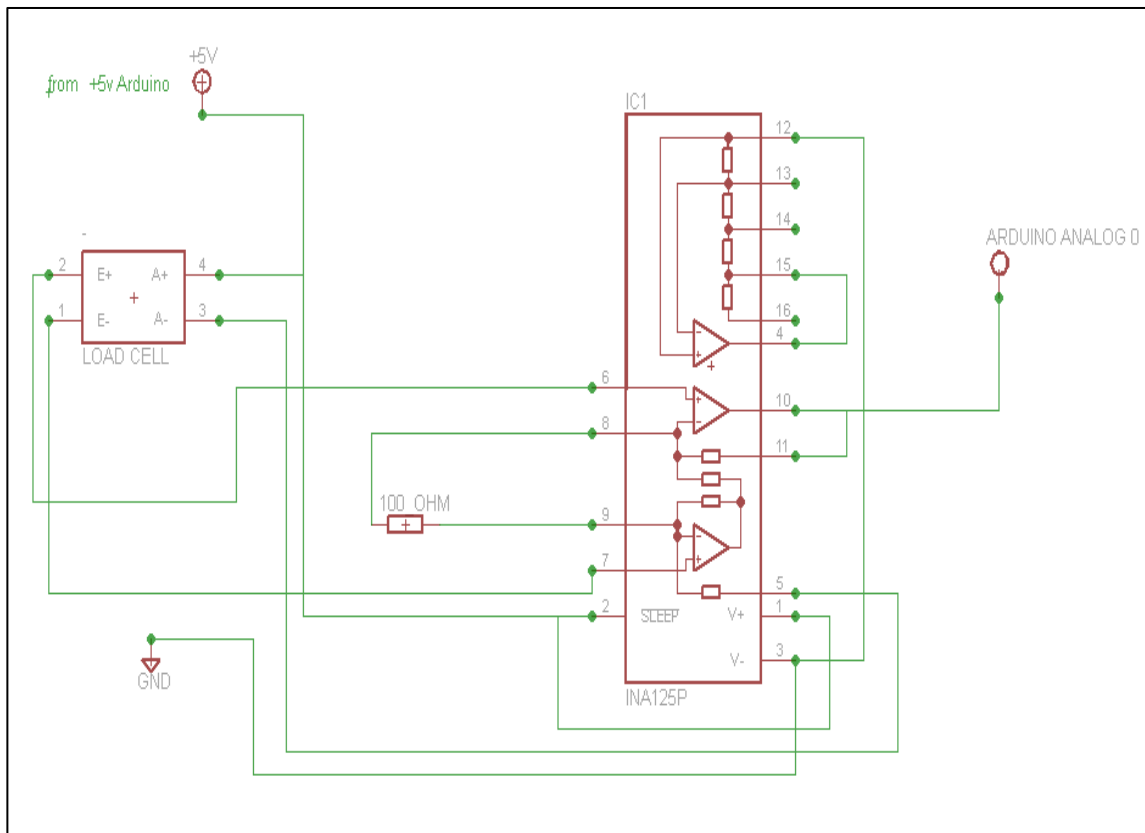 +5V
from +5v Arduino
IC1
12
13
14
15
16
4
ARDUINO ANALOG 0
-
2 E+ A+ 4
+
1 E- A- 3
LOAD CELL
-
+
+
6
+
-
10
8
11
100 OHM
+
9
-
7
+
5
2
SLEEP
V+
1
V-
3
GND
INA125P